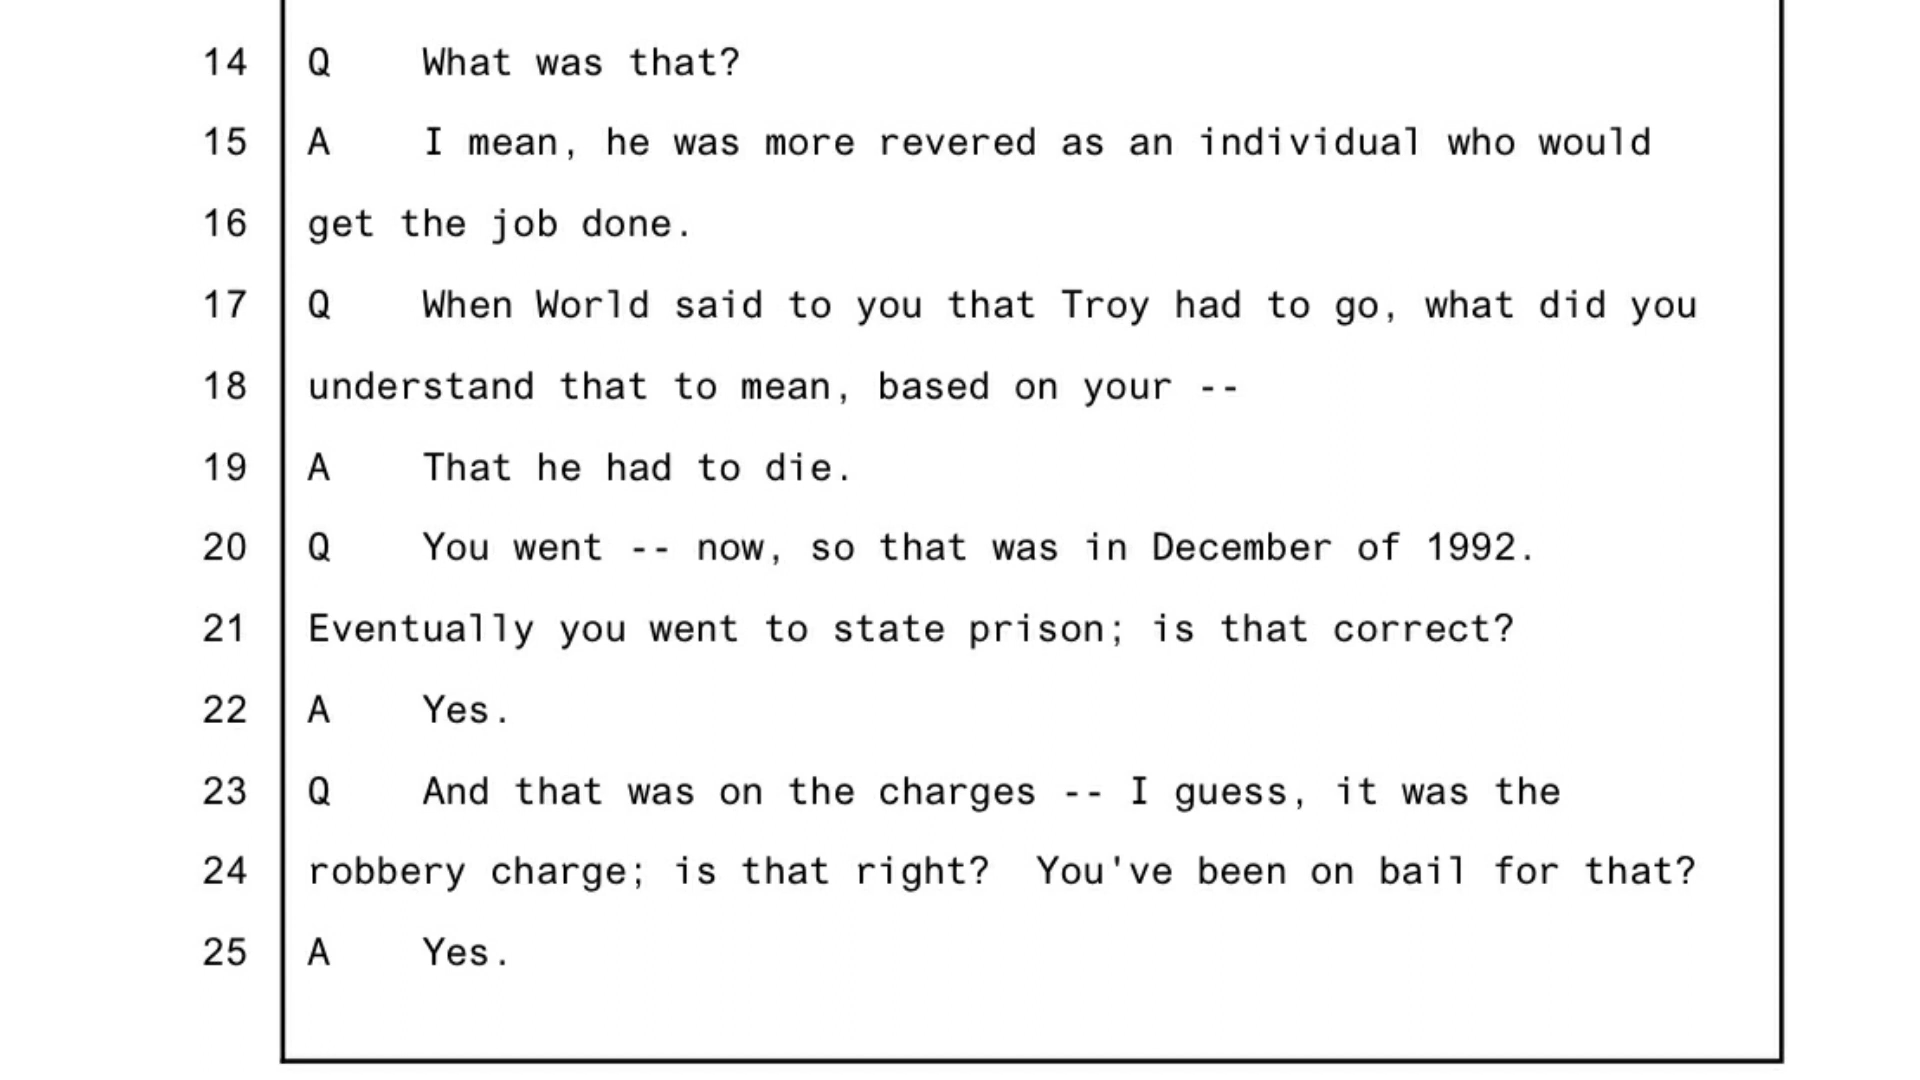 14 Q What was that?
15 A I mean, he was more revered as an individual who would
16 get the job done.
17 Q When World said to you that Troy had to go, what did you
18 understand that to mean, based on your --
19 A That he had to die.
20 Q You went -- now, so that was in December of 1992.
21 Eventually you went to state prison; is that correct?
22 A Yes.
23 Q And that was on the charges -- I guess, it was the
24 robbery charge; is that right? You've been on bail for that?
25 A Yes.